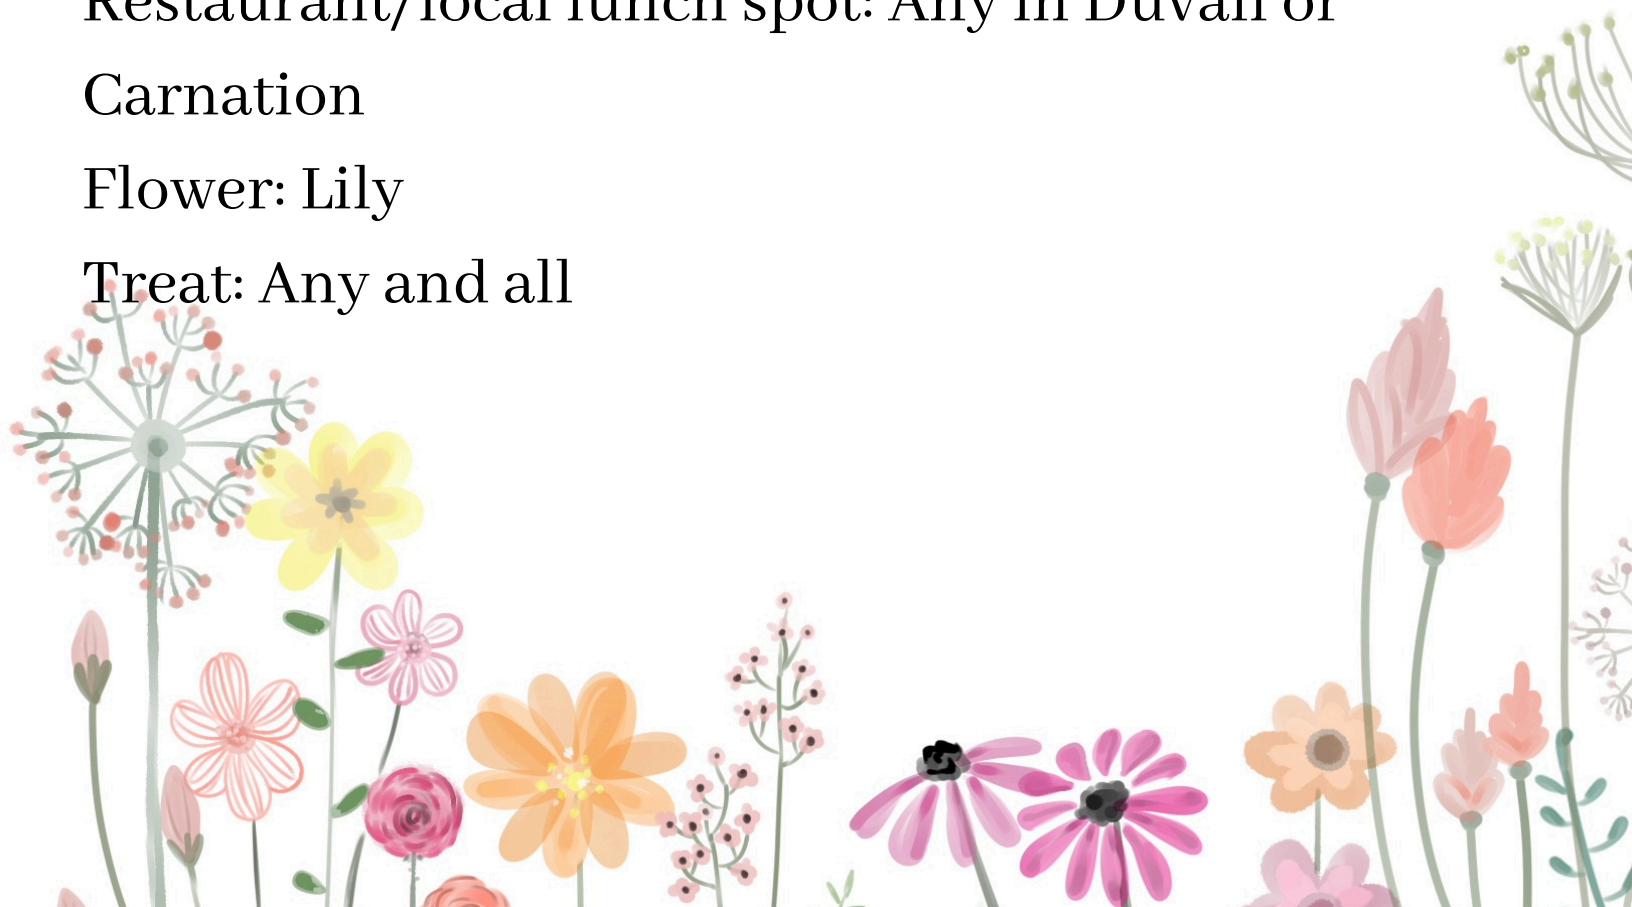 Restaurant/local lunch spot: Any in Duvall or
Carnation
Flower: Lily
Treat: Any and all